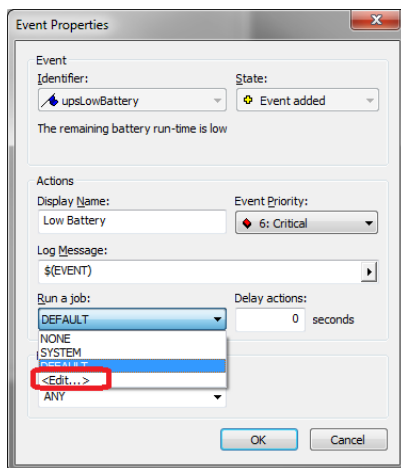 Event Properties
Event
Identifier:
State:
upsLowBattery
Event added
The remaining battery run-time is low
Actions
Display Name:
Event Priority:
Low Battery
6: Critical
Log Message:
$(EVENT)
Run a job:
Delay actions:
DEFAULT
0 seconds
NONE
SYSTEM
DEFAULT
<Edit...>
ANY
OK
Cancel